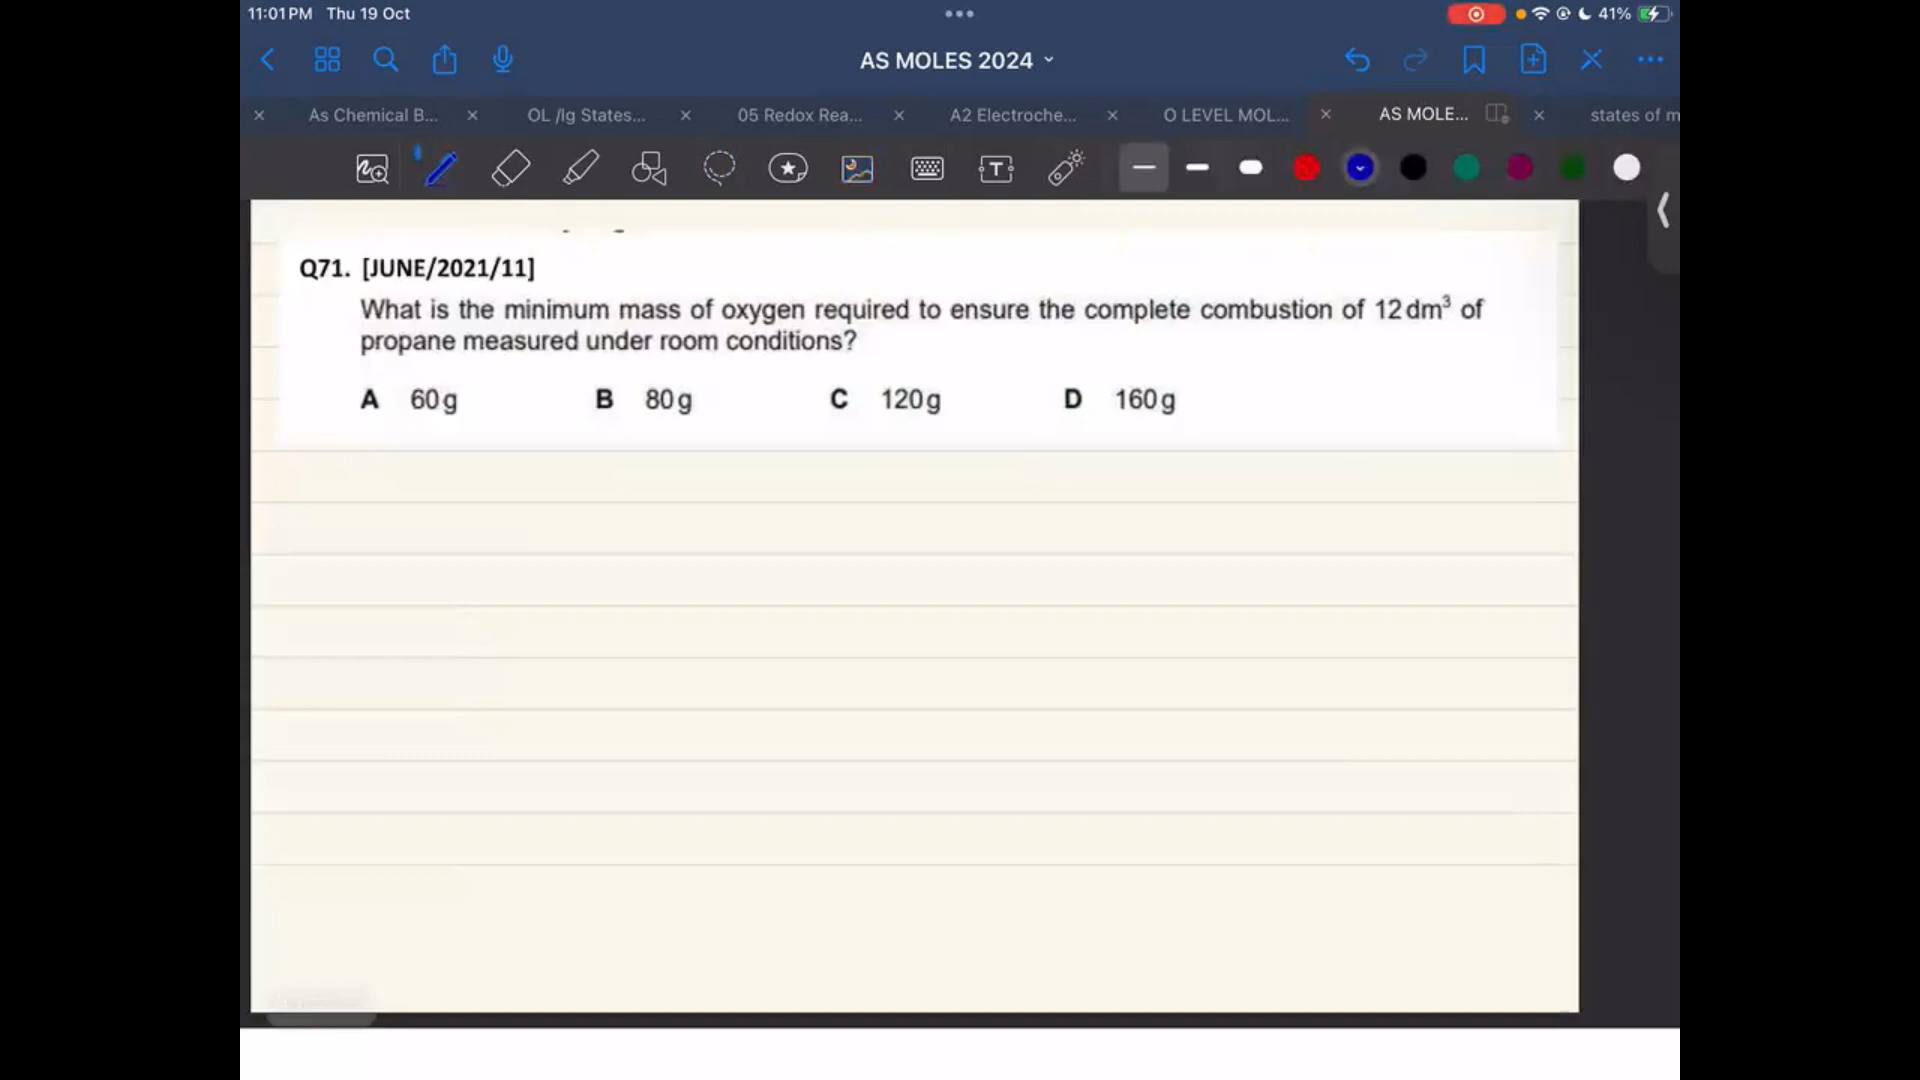 11:01 PM Thu 19 Oct
41%
AS MOLES 2024
As Chemical B...
OL /Ig States...
05 Redox Rea...
A2 Electroche...
O LEVEL MOL...
AS MOLE...
states of m
T
Q71. [JUNE/2021/11]
What is the minimum mass of oxygen required to ensure the complete combustion of 12 dm³ of
propane measured under room conditions?
A 60 g B 80 g C 120 g D 160 g